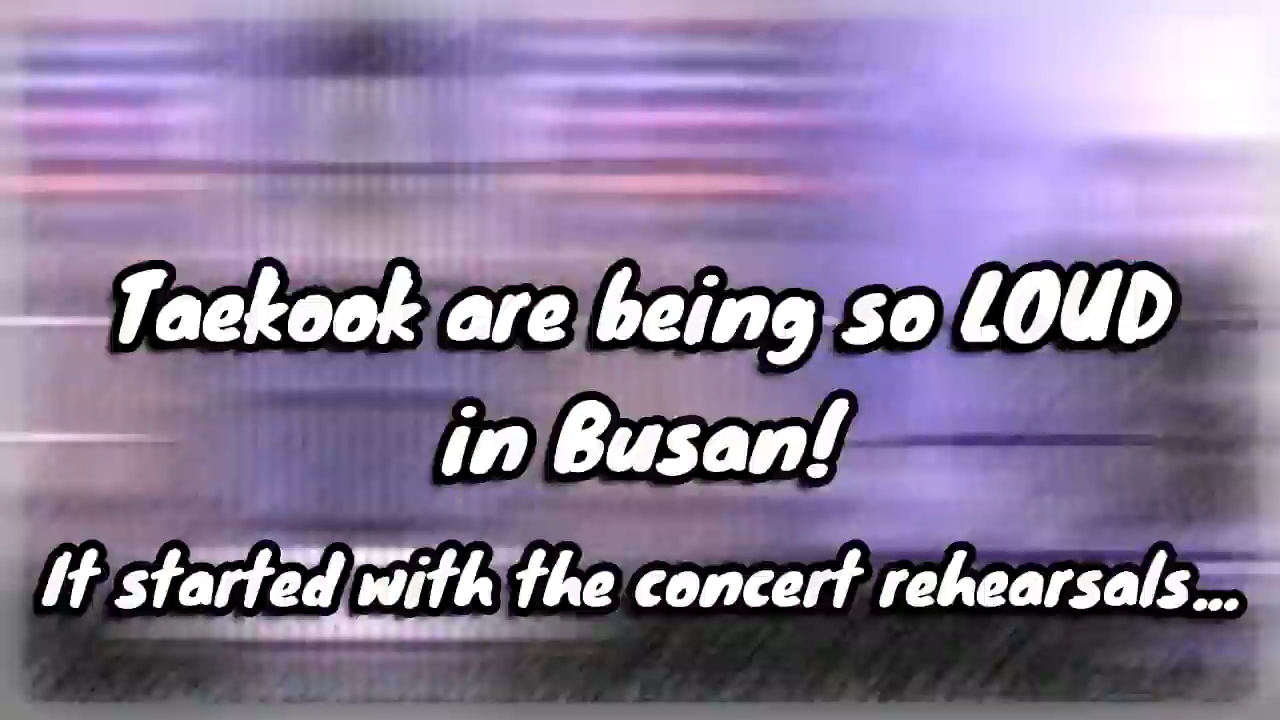 Taekook are being so LOUD
in Busan!
It started with the concert rehearsals...